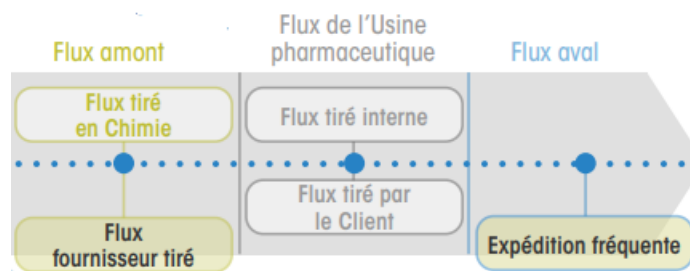 Flux amont
Flux de l'Usine
pharmaceutique
Flux aval
Flux tiré
en Chimie
Flux tiré interne
Flux tiré par
le Client
Flux
fournisseur tiré
Expédition fréquente